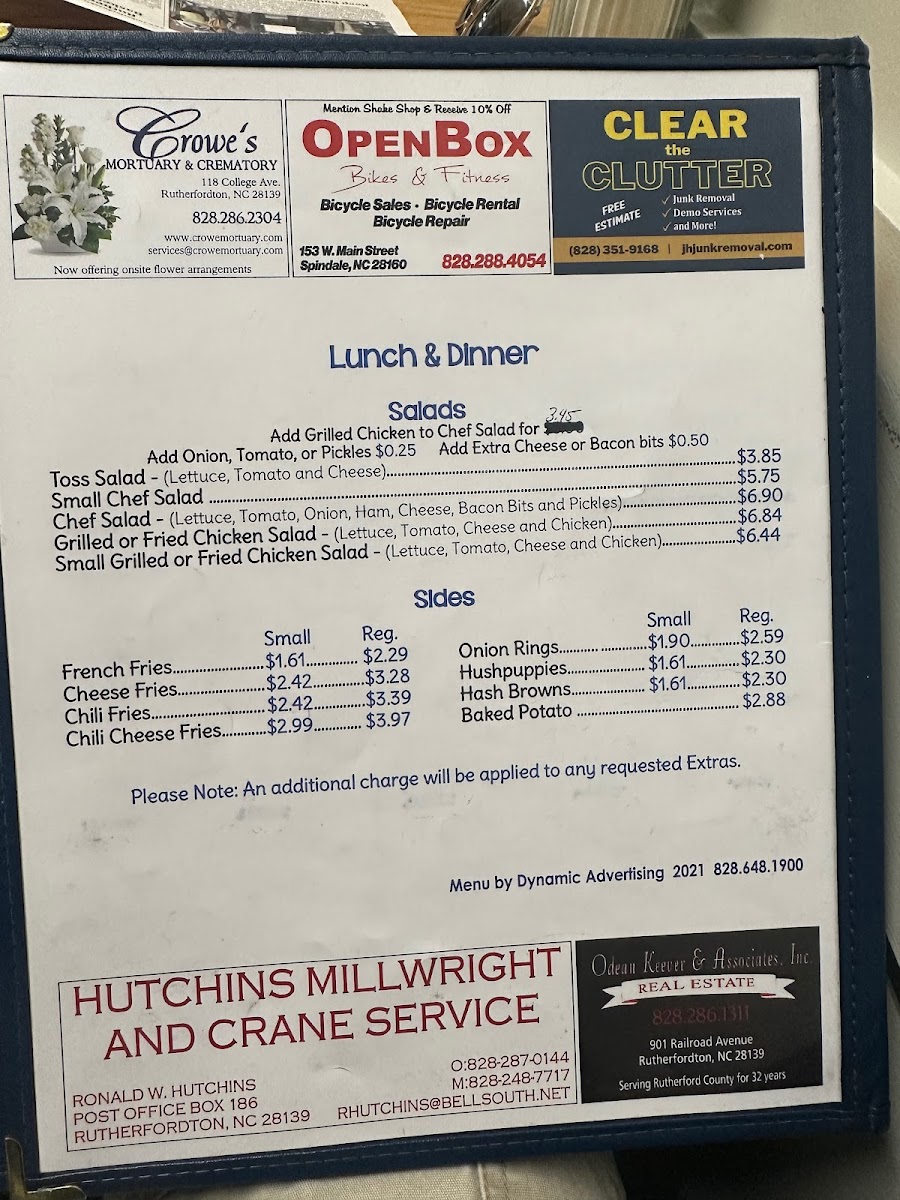 Crowe's
MORTUARY & CREMATORY
118 College Ave.
Rutherfordton, NC 28139
828.286.2304
www.crowemortuary.com
services@crowemortuary.com
Now offering onsite flower arrangements
Mention Shake Shop & Receive 10% Off
OPENBOX
Bikes & Fitness
Bicycle Sales • Bicycle Rental
Bicycle Repair
153 W. Main Street
Spindale, NC 28160
828.288.4054
CLEAR
the
CLUTTER
FREE
ESTIMATE
✓ Junk Removal
✓ Demo Services
✓ and More!
(828) 351-9168 | jhjunkremoval.com
Lunch & Dinner
Salads
Add Grilled Chicken to Chef Salad for 3.45
Add Onion, Tomato, or Pickles $0.25 Add Extra Cheese or Bacon bits $0.50
Toss Salad - (Lettuce, Tomato and Cheese) $3.85
Small Chef Salad $5.75
Chef Salad - (Lettuce, Tomato, Onion, Ham, Cheese, Bacon Bits and Pickles) $6.90
Grilled or Fried Chicken Salad - (Lettuce, Tomato, Cheese and Chicken) $6.84
Small Grilled or Fried Chicken Salad - (Lettuce, Tomato, Cheese and Chicken) $6.44
Sides
Small Reg.
French Fries $1.61 $2.29
Cheese Fries $2.42 $3.28
Chili Fries $2.42 $3.39
Chili Cheese Fries $2.99 $3.97
Small Reg.
Onion Rings $1.90 $2.59
Hushpuppies $1.61 $2.30
Hash Browns $1.61 $2.30
Baked Potato $2.88
Please Note: An additional charge will be applied to any requested Extras.
Menu by Dynamic Advertising 2021 828.648.1900
HUTCHINS MILLWRIGHT
AND CRANE SERVICE
RONALD W. HUTCHINS
POST OFFICE BOX 186
RUTHERFORDTON, NC 28139
O:828-287-0144
M:828-248-7717
RHUTCHINS@BELLSOUTH.NET
Odean Keever & Associates, Inc.
REAL ESTATE
828.286.1311
901 Railroad Avenue
Rutherfordton, NC 28139
Serving Rutherford County for 32 years